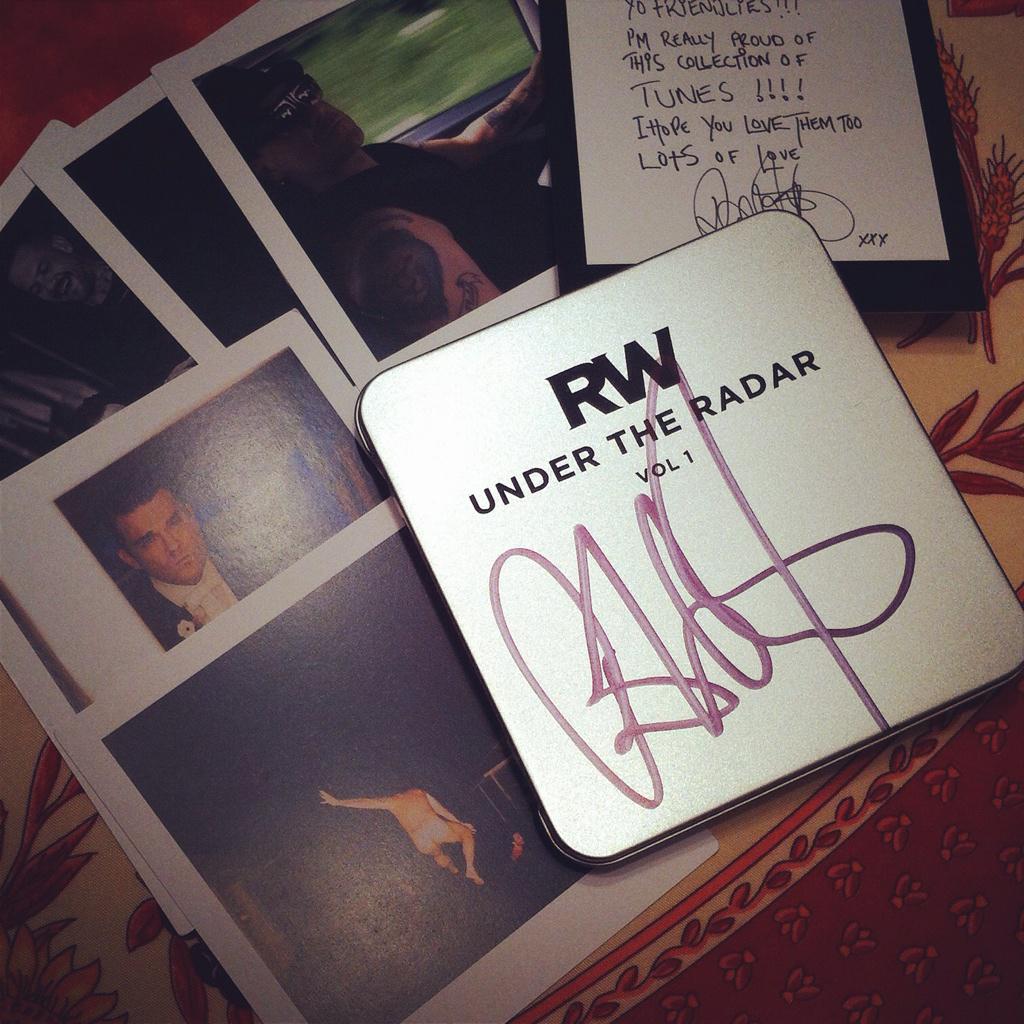 YO FRIENDLIES!!!
I'M REALLY PROUD OF
THIS COLLECTION OF
TUNES !!!!
I HOPE YOU LOVE THEM TOO
LOTS OF LOVE
xxx
RW
UNDER THE RADAR
VOL 1